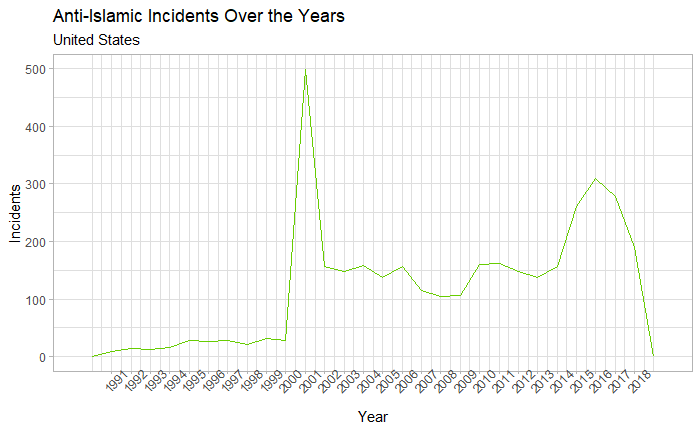 Anti-Islamic Incidents Over the Years
United States
500
400
300
200
100
0
Incidents
1991 1992 1993 1994 1995 1996 1997 1998 1999 2000 2001 2002 2003 2004 2005 2006 2007 2008 2009 2010 2011 2012 2013 2014 2015 2016 2017 2018
Year